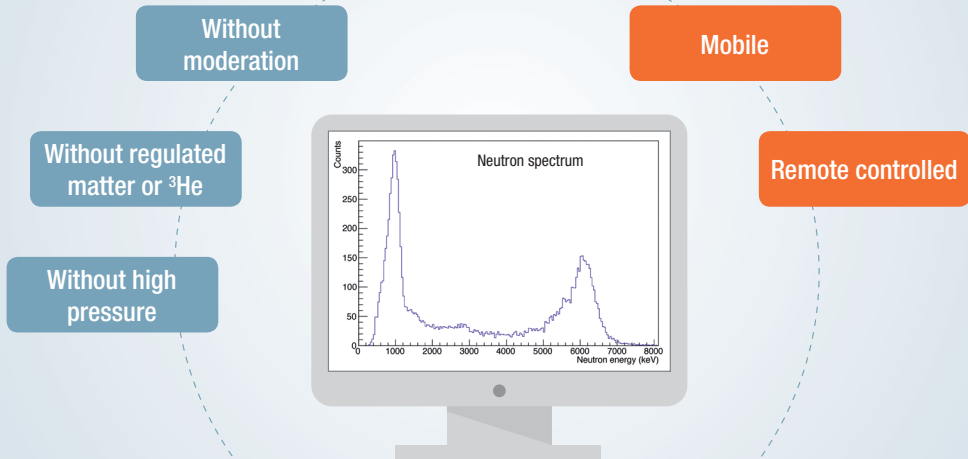 Without
moderation
Mobile
Without regulated
matter or ³He
Remote controlled
Without high
pressure
Neutron spectrum
Counts
300
250
200
150
100
50
0
0 1000 2000 3000 4000 5000 6000 7000 8000
Neutron energy (keV)